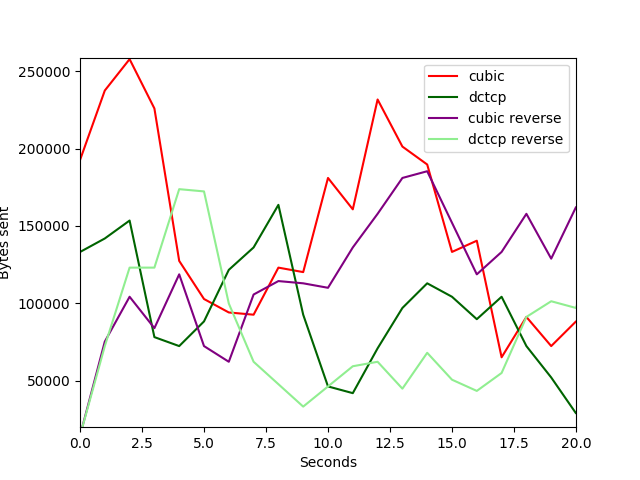 250000
200000
150000
100000
50000
Bytes sent
0.0 2.5 5.0 7.5 10.0 12.5 15.0 17.5 20.0
Seconds
cubic
dctcp
cubic reverse
dctcp reverse